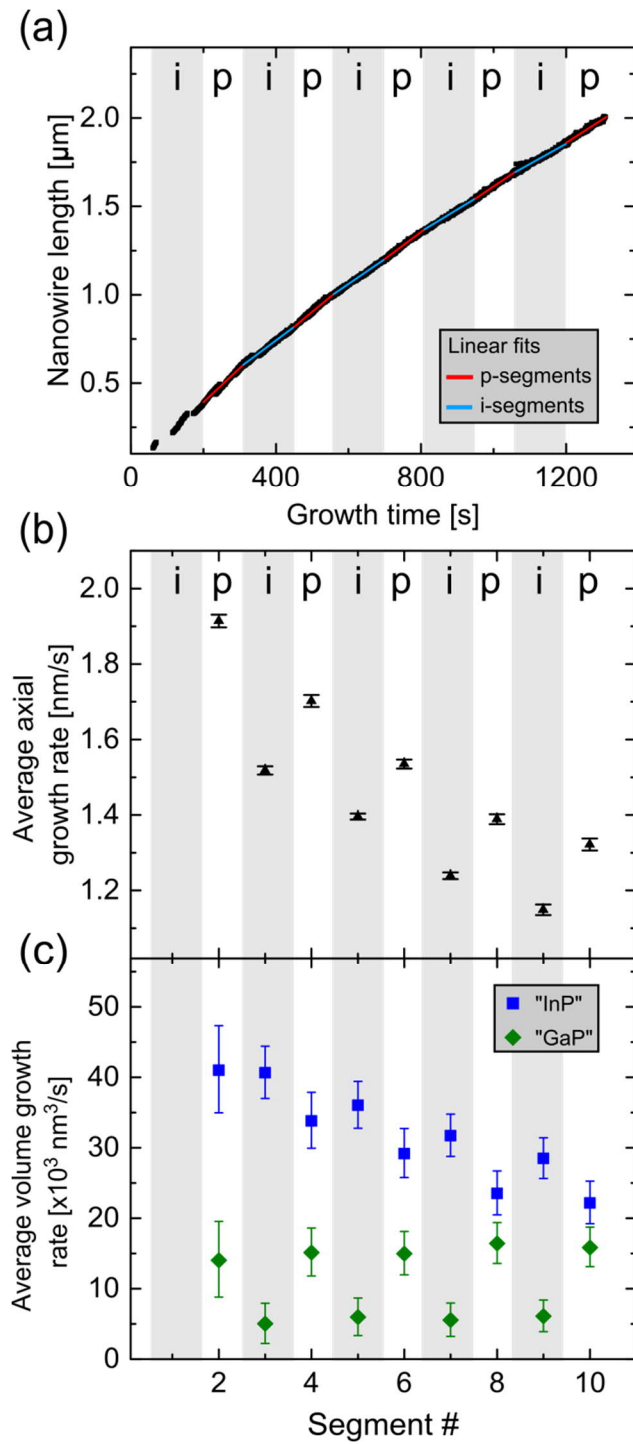 (a)
i p i p i p i p i p
2.0
1.5
1.0
0.5
Nanowire length [µm]
Linear fits
p-segments
i-segments
0 400 800 1200
Growth time [s]
(b)
i p i p i p i p i p
2.0
1.8
1.6
1.4
1.2
Average axial
growth rate [nm/s]
(c)
50
40
30
20
10
0
Average volume growth
rate [x10³ nm³/s]
"InP"
"GaP"
2 4 6 8 10
Segment #